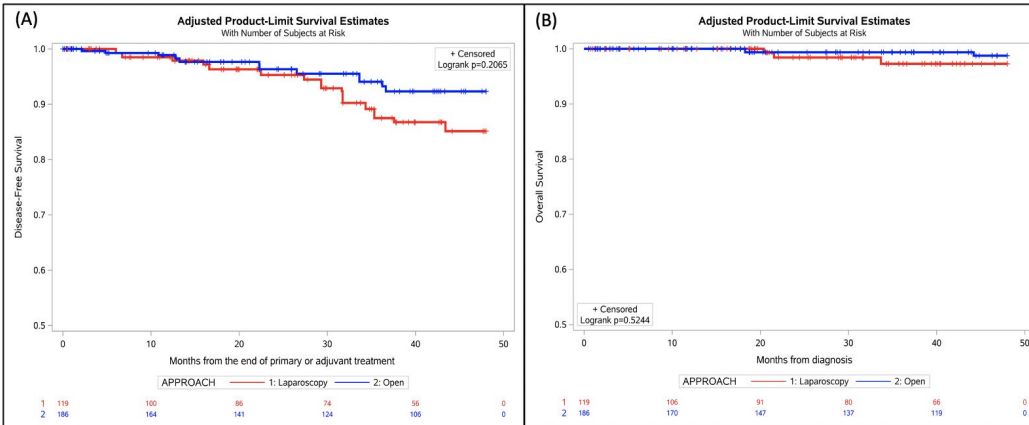 (A)
Adjusted Product-Limit Survival Estimates
With Number of Subjects at Risk
+ Censored
Logrank p=0.2065
Disease-Free Survival
1.0
0.9
0.8
0.7
0.6
0.5
0 10 20 30 40 50
Months from the end of primary or adjuvant treatment
APPROACH 1: Laparoscopy 2: Open
1 119 100 86 74 56 0
2 186 164 141 124 106 0
(B)
Adjusted Product-Limit Survival Estimates
With Number of Subjects at Risk
Overall Survival
1.0
0.9
0.8
0.7
0.6
0.5
+ Censored
Logrank p=0.5244
0 10 20 30 40 50
Months from diagnosis
APPROACH 1: Laparoscopy 2: Open
1 119 106 91 80 66 0
2 186 170 147 137 119 0